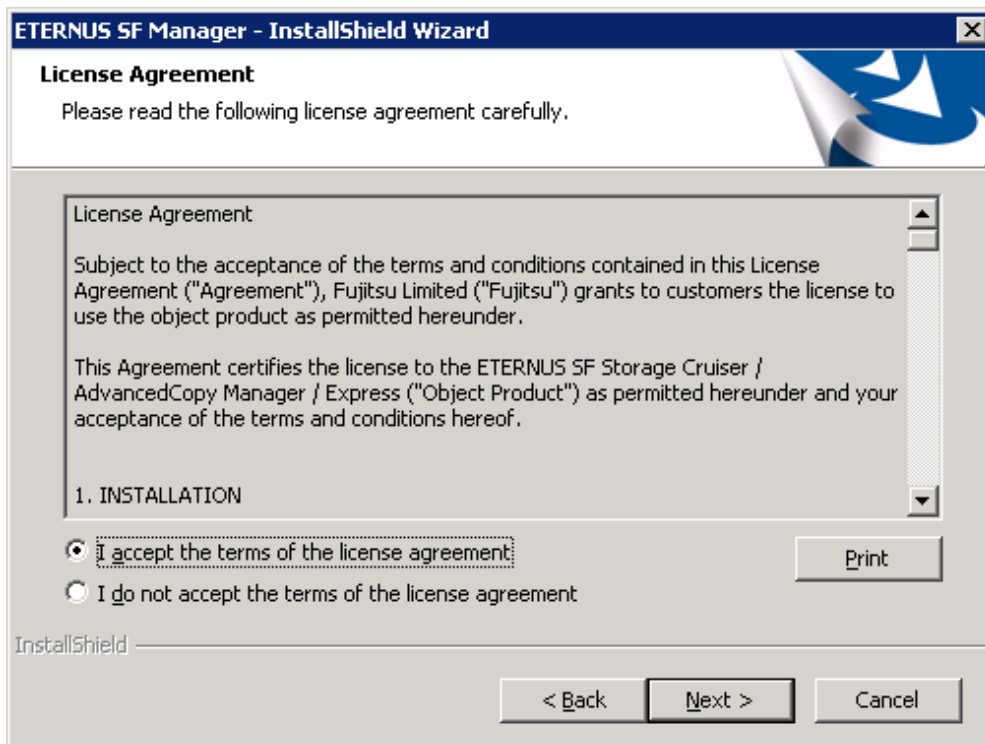 ETERNUS SF Manager - InstallShield Wizard
License Agreement
Please read the following license agreement carefully.
License Agreement
Subject to the acceptance of the terms and conditions contained in this License
Agreement ("Agreement"), Fujitsu Limited ("Fujitsu") grants to customers the license to
use the object product as permitted hereunder.
This Agreement certifies the license to the ETERNUS SF Storage Cruiser /
AdvancedCopy Manager / Express ("Object Product") as permitted hereunder and your
acceptance of the terms and conditions hereof.
1. INSTALLATION
I accept the terms of the license agreement
Print
I do not accept the terms of the license agreement
InstallShield
< Back
Next >
Cancel